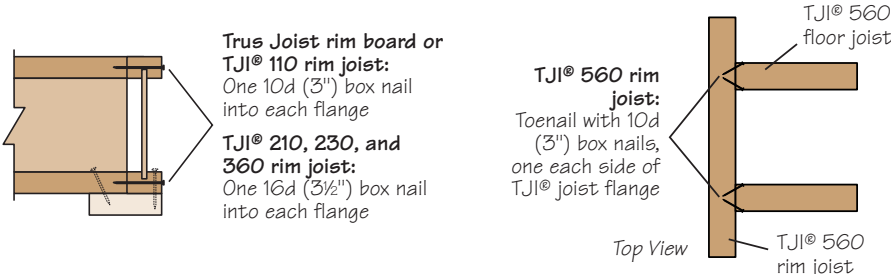 Trus Joist rim board or
TJI® 110 rim joist:
One 10d (3") box nail
into each flange
TJI® 210, 230, and
360 rim joist:
One 16d (3½") box nail
into each flange
TJI® 560 rim
joist:
Toenail with 10d
(3") box nails,
one each side of
TJI® joist flange
TJI® 560
floor joist
Top View
TJI® 560
rim joist